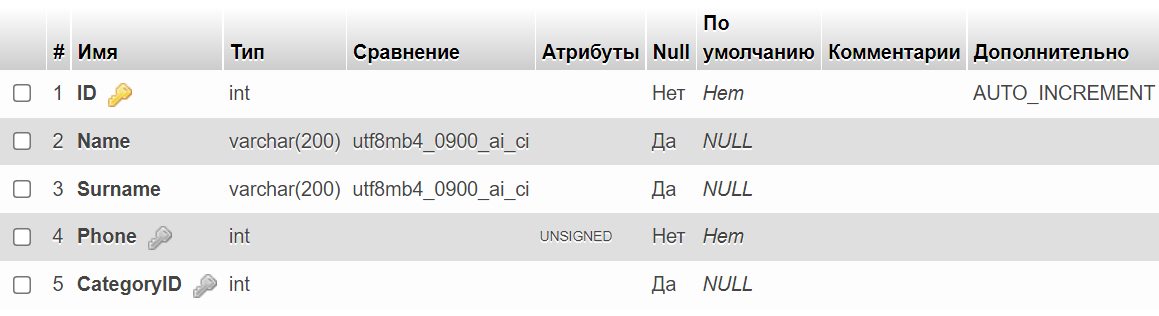 # Имя Тип Сравнение Атрибуты Null По умолчанию Комментарии Дополнительно
1 ID int Нет Нет AUTO_INCREMENT
2 Name varchar(200) utf8mb4_0900_ai_ci Да NULL
3 Surname varchar(200) utf8mb4_0900_ai_ci Да NULL
4 Phone int UNSIGNED Нет Нет
5 CategoryID int Да NULL